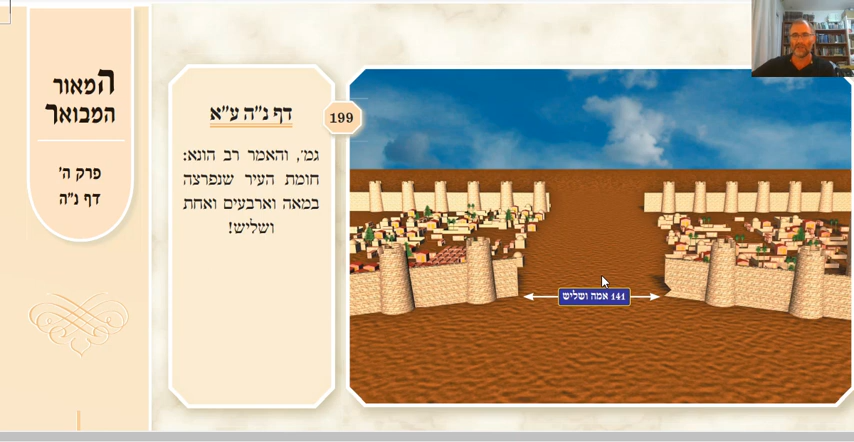 המאור
המבואר
פרק ה'
דף נ"ה
דף נ"ה ע"א
גמ', והאמר רב הונא:
חומת העיר שנפרצה
במאה וארבעים ואחת
ושליש!
199
141 אמה ושליש